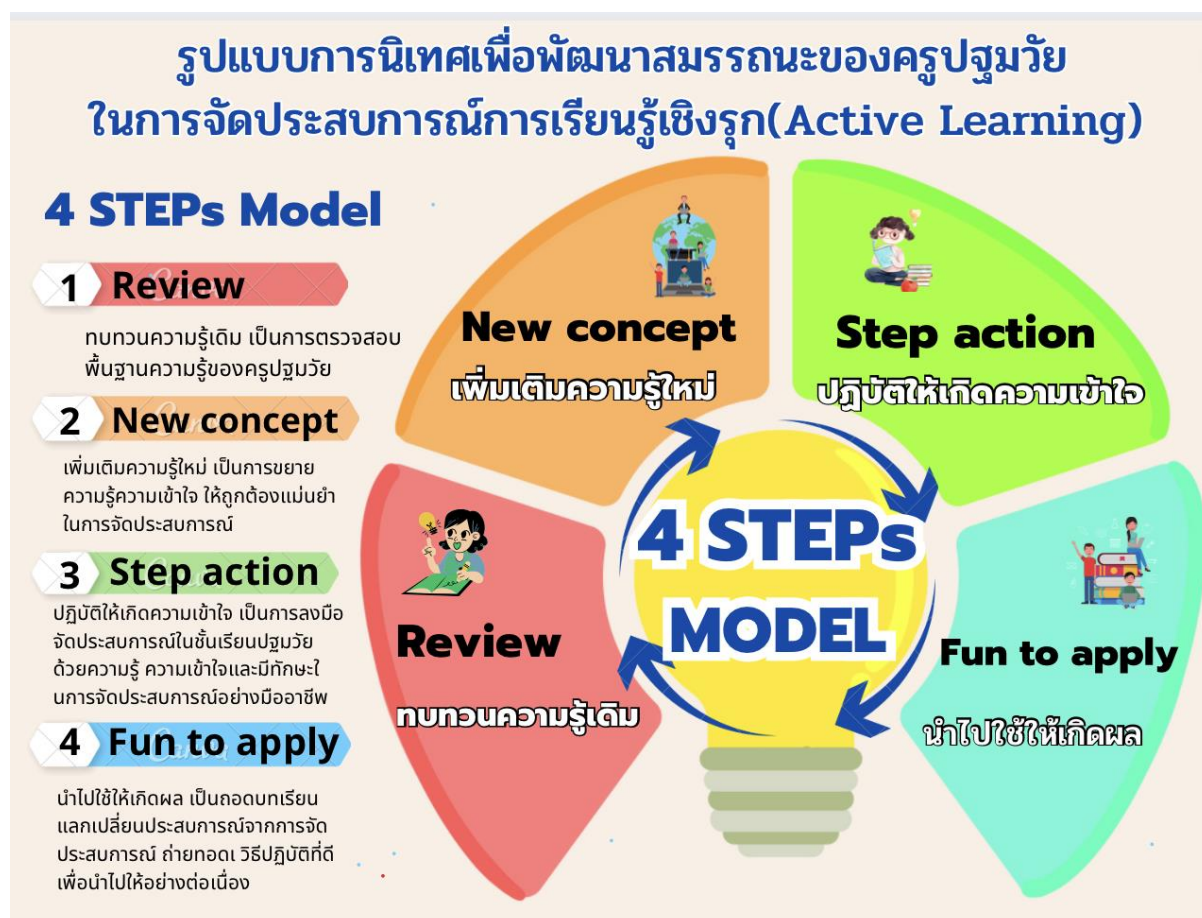 รูปแบบการนิเทศเพื่อพัฒนาสมรรถนะของครูปฐมวัย
ในการจัดประสบการณ์การเรียนรู้เชิงรุก(Active Learning)
4 STEPs Model
1 Review
ทบทวนความรู้เดิม เป็นการตรวจสอบ
พื้นฐานความรู้ของครูปฐมวัย
2 New concept
เพิ่มเติมความรู้ใหม่ เป็นการขยาย
ความรู้ความเข้าใจ ให้ถูกต้องแม่นยำ
ในการจัดประสบการณ์
3 Step action
ปฏิบัติให้เกิดความเข้าใจ เป็นการลงมือ
จัดประสบการณ์ในชั้นเรียนปฐมวัย
ด้วยความรู้ ความเข้าใจและมีทักษะใ
นการจัดประสบการณ์อย่างมืออาชีพ
4 Fun to apply
นำไปใช้ให้เกิดผล เป็นถอดบทเรียน
แลกเปลี่ยนประสบการณ์จากการจัด
ประสบการณ์ ถ่ายทอดเ วิธีปฏิบัติที่ดี
เพื่อนำไปให้อย่างต่อเนื่อง
New concept
เพิ่มเติมความรู้ใหม่
Step action
ปฏิบัติให้เกิดความเข้าใจ
Review
ทบทวนความรู้เดิม
4 STEPs
MODEL
Fun to apply
นำไปใช้ให้เกิดผล